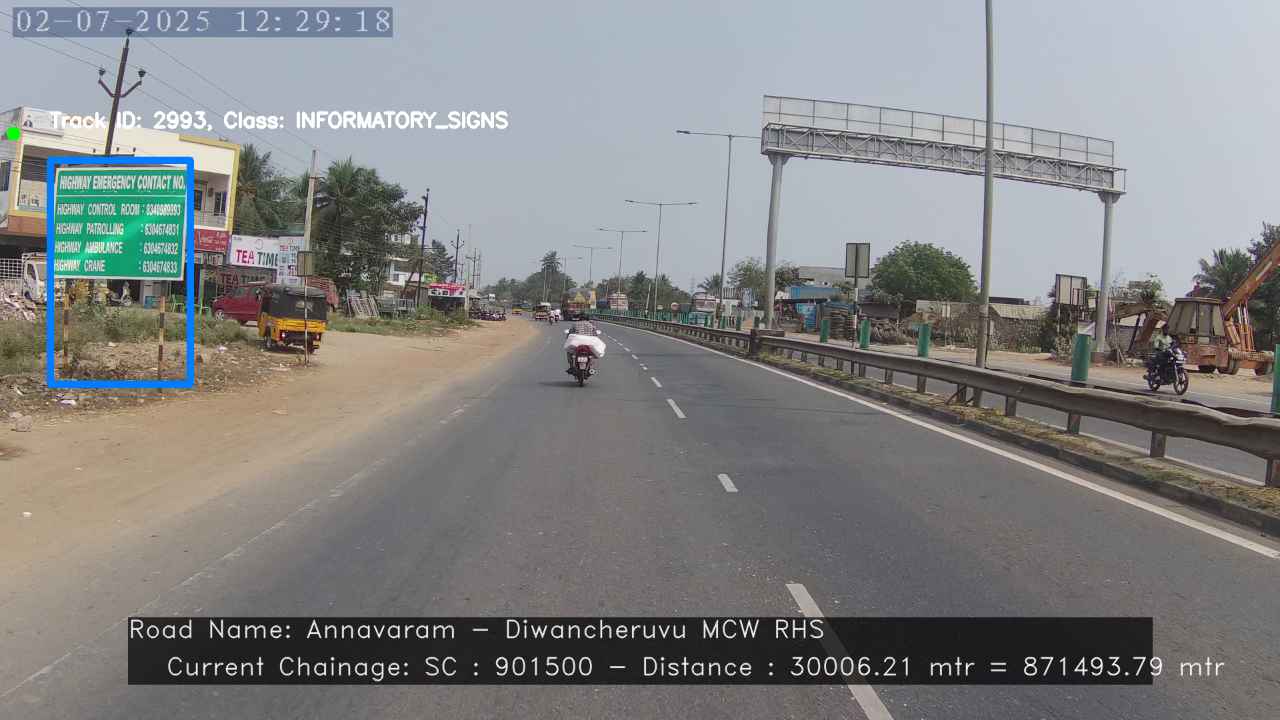 02-07-2025 12:29:18
Track ID: 2993, Class: INFORMATORY_SIGNS
HIGHWAY EMERGENCY CONTACT NO.
HIGHWAY CONTROL ROOM :
HIGHWAY PATROLLING : 6304674831
HIGHWAY AMBULANCE : 6304674832
HIGHWAY CRANE : 6304674833
TEA TIME
TEA TIME
Road Name: Annavaram - Diwancheruvu MCW RHS
Current Chainage: SC : 901500 - Distance : 30006.21 mtr = 871493.79 mtr